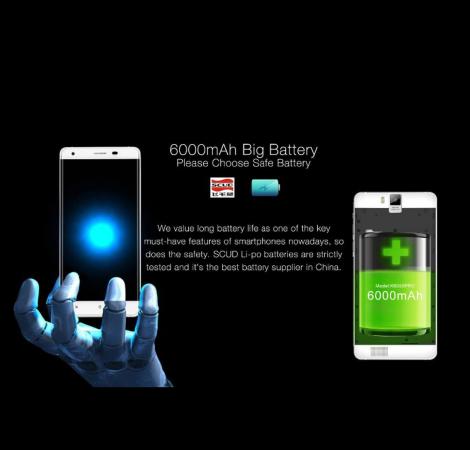 6000mAh Big Battery
Please Choose Safe Battery
SCUD
We value long battery life as one of the key
must-have features of smartphones nowadays, so
does the safety. SCUD Li-po batteries are strictly
tested and it's the best battery supplier in China.
6000mAh